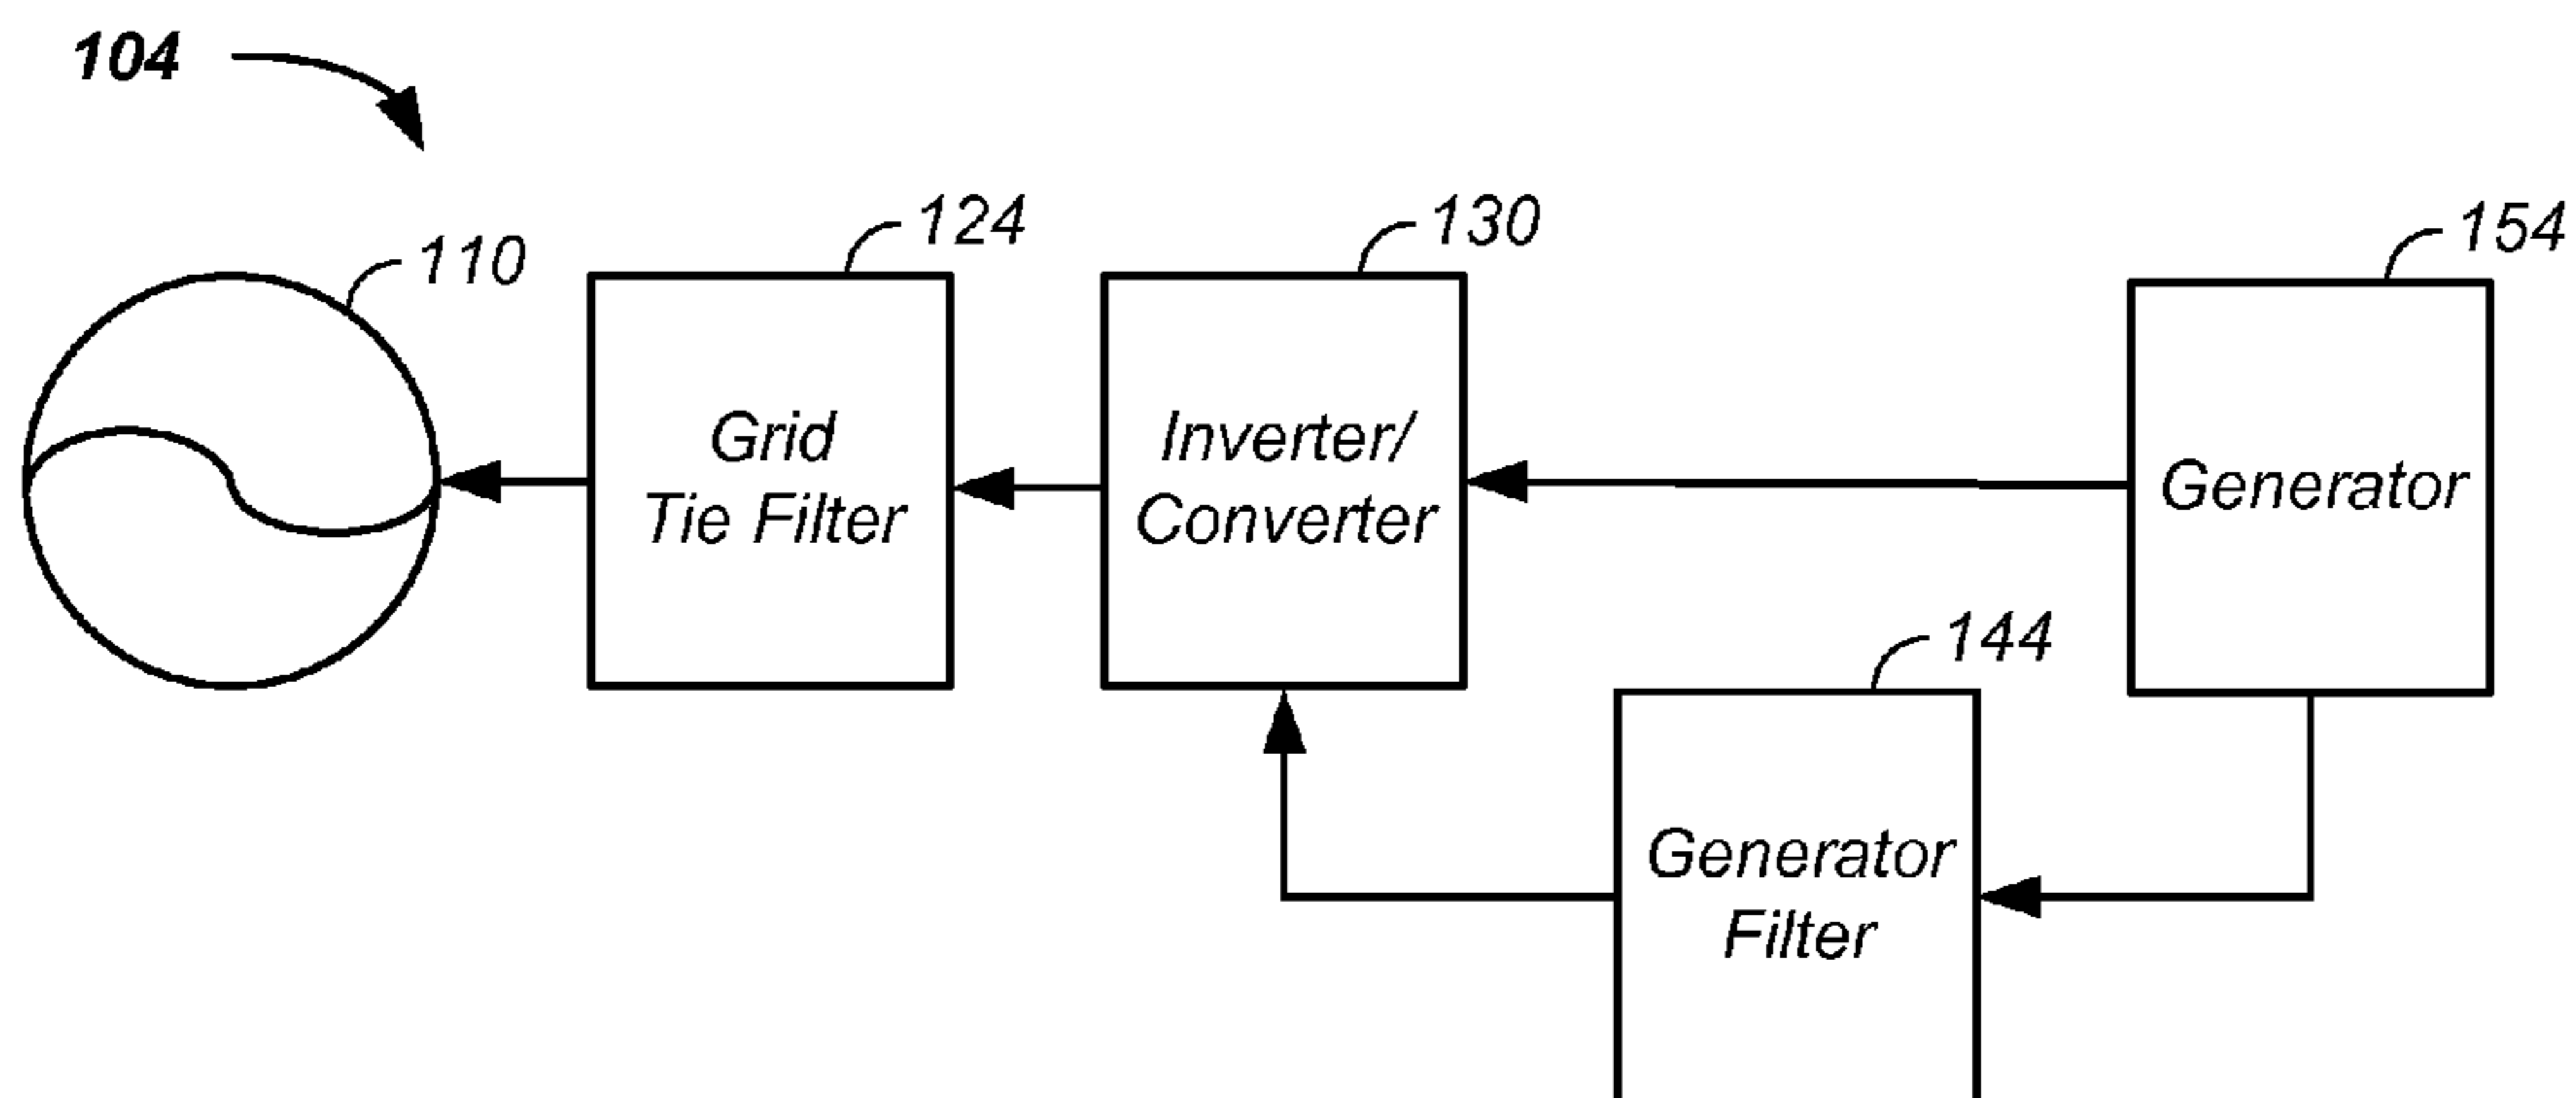 104
110
124
130
154
Grid
Tie Filter
Inverter/
Converter
Generator
144
Generator
Filter